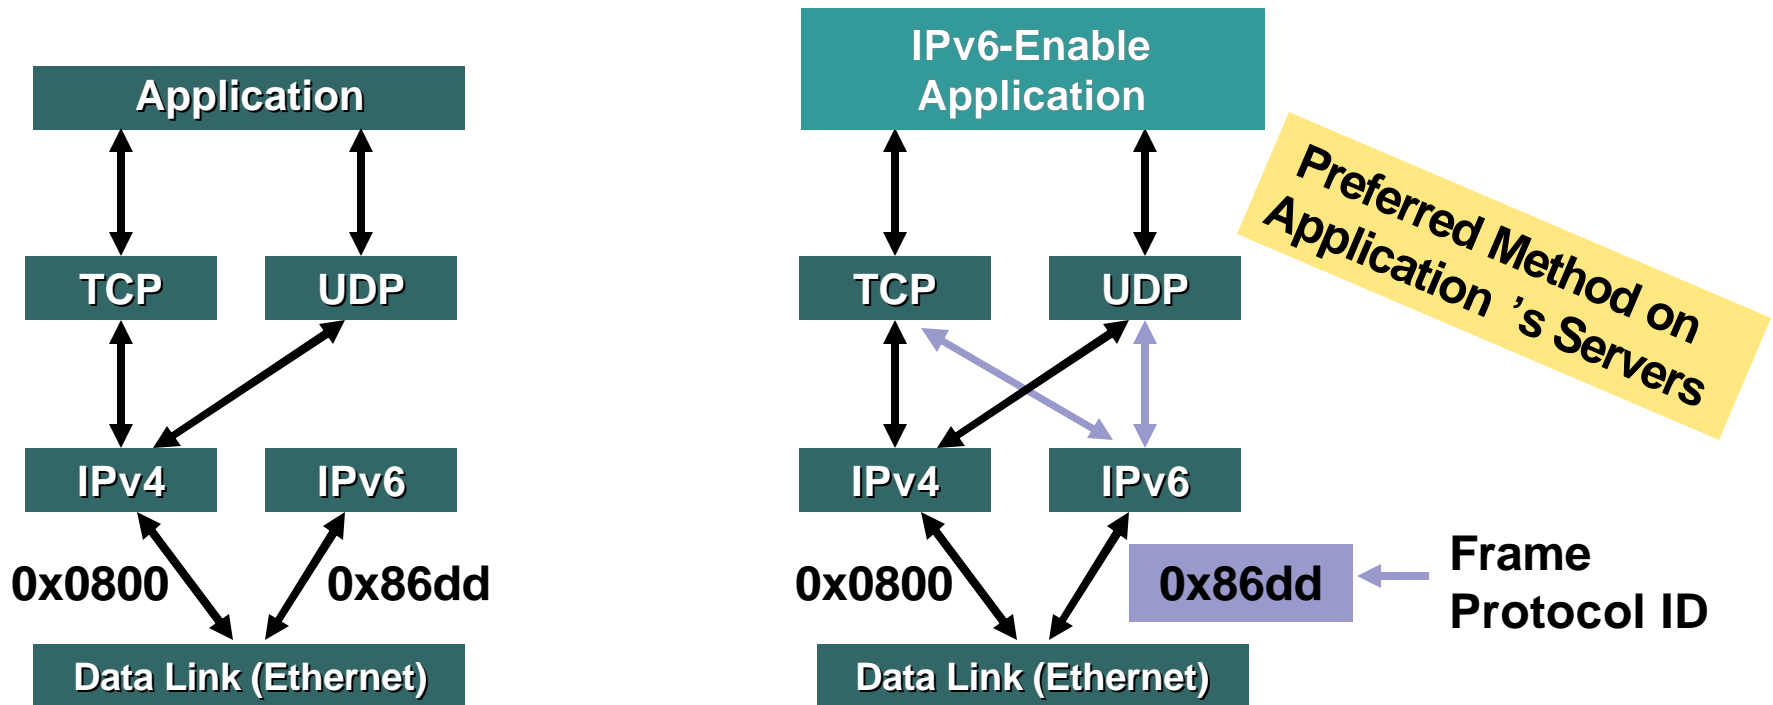 Application
TCP
UDP
IPv4
IPv6
0x0800
0x86dd
Data Link (Ethernet)
IPv6-Enable
Application
TCP
UDP
IPv4
IPv6
0x0800
0x86dd
Data Link (Ethernet)
Preferred Method on
Application ’s Servers
Frame
Protocol ID